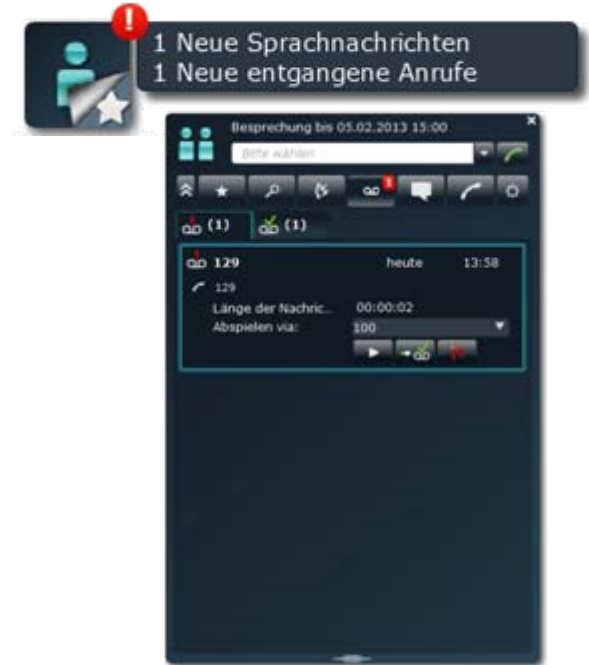 !
1 Neue Sprachnachrichten
1 Neue entgangene Anrufe
Besprechung bis 05.02.2013 15:00
Bitte wählen
1
(1) (1)
129 heute 13:58
129
Länge der Nachric... 00:00:02
Abspielen via: 100